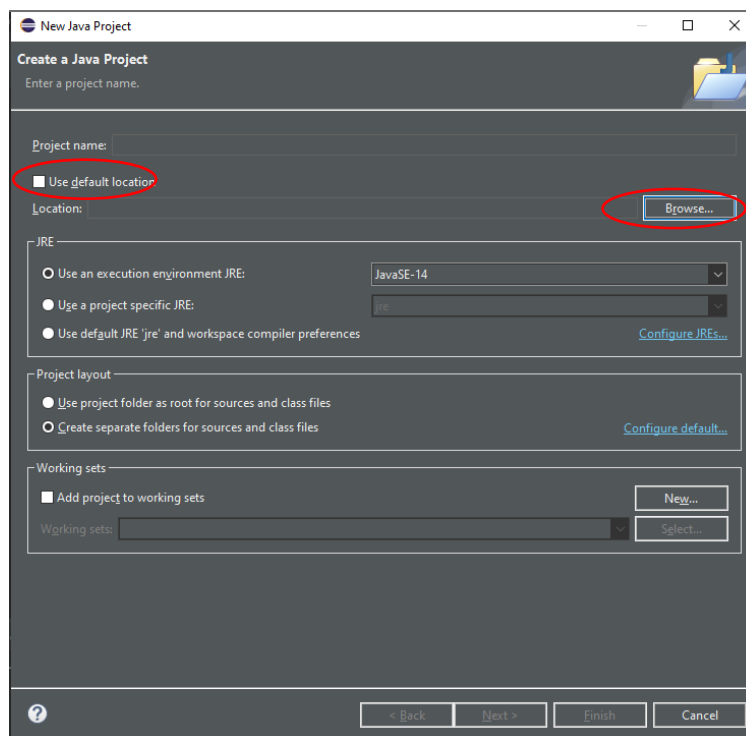 New Java Project
Create a Java Project
Enter a project name.
Project name:
Use default location
Location:
Browse...
JRE
Use an execution environment JRE:
JavaSE-14
Use a project specific JRE:
jre
Use default JRE 'jre' and workspace compiler preferences
Configure JREs...
Project layout
Use project folder as root for sources and class files
Create separate folders for sources and class files
Configure default...
Working sets
Add project to working sets
New...
Working sets:
Select...
?
< Back
Next >
Finish
Cancel